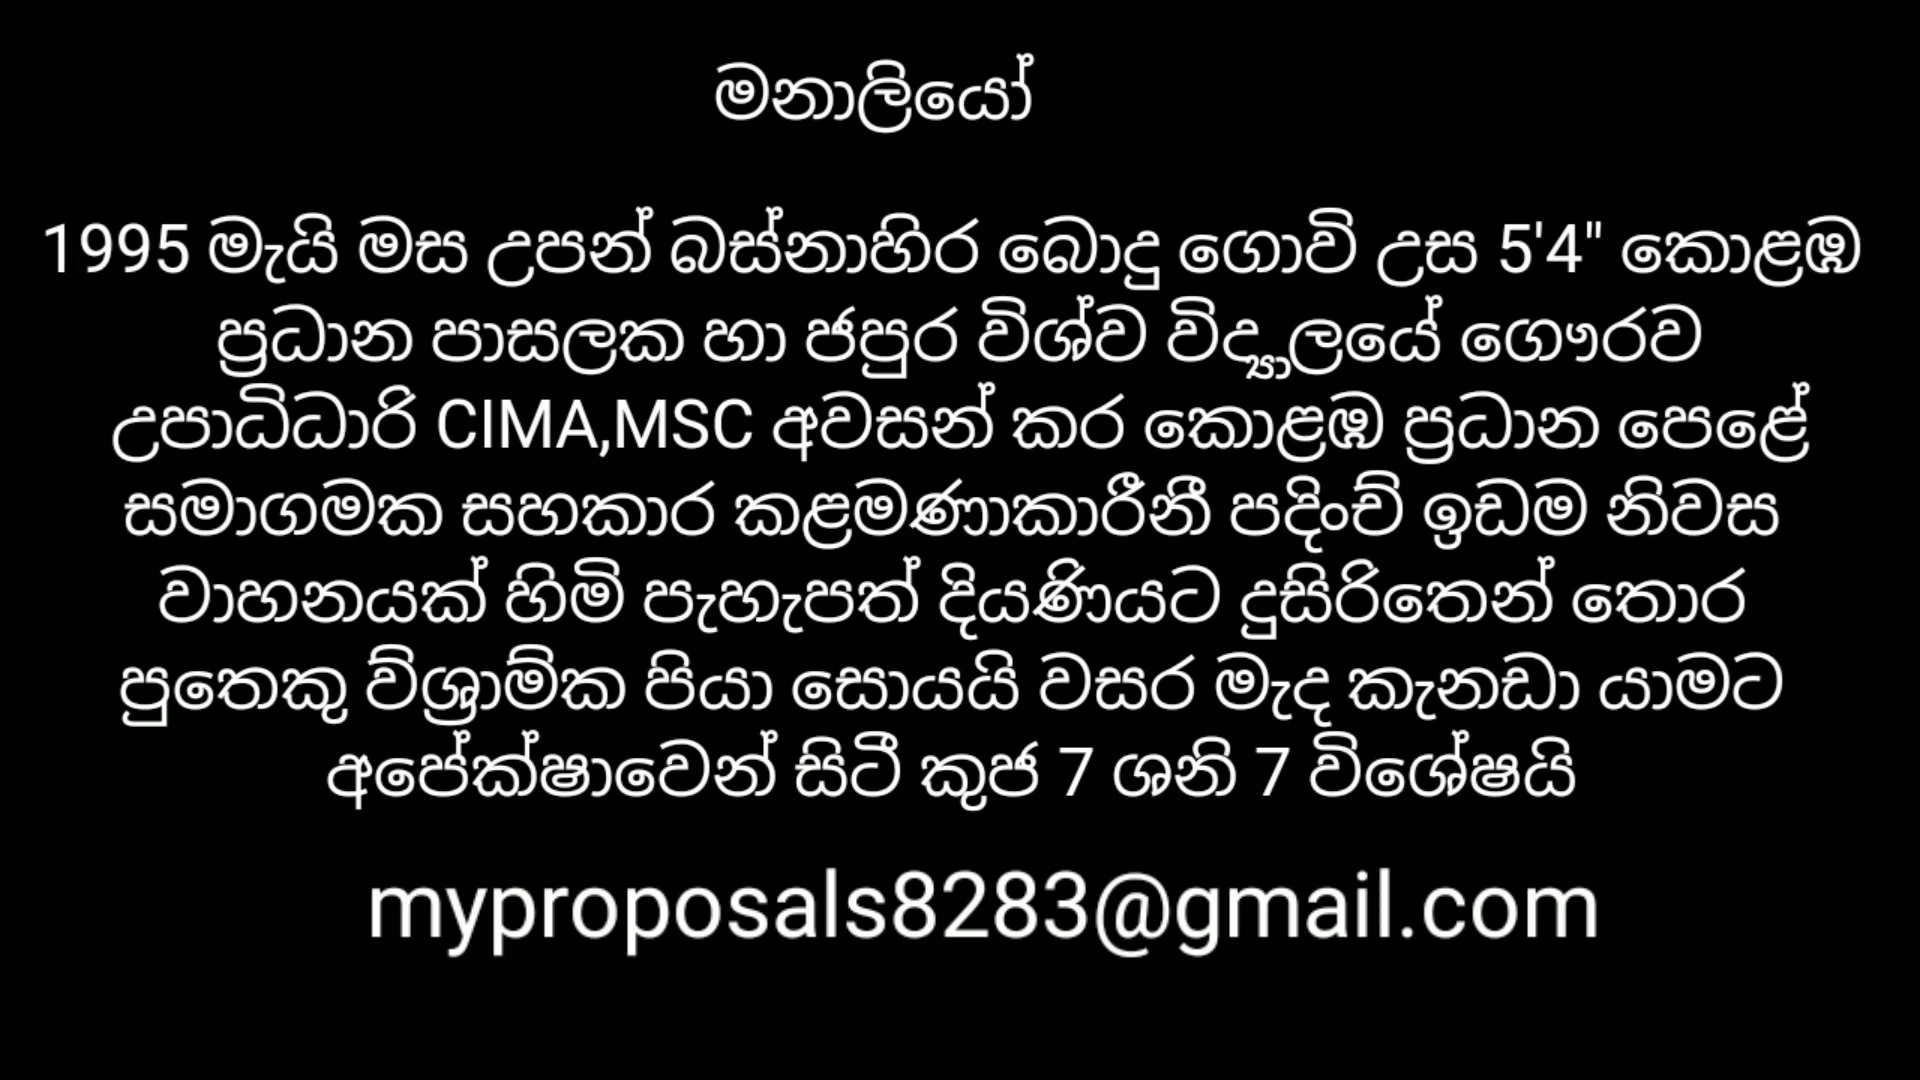 මනාලියෝ
1995 මැයි මස උපන් බස්නාහිර බොදු ගොවි උස 5'4" කොළඹ
ප්‍රධාන පාසලක හා ජපුර විශ්ව විද්‍යාලයේ ගෞරව
උපාධිධාරි CIMA,MSC අවසන් කර කොළඹ ප්‍රධාන පෙළේ
සමාගමක සහකාර කළමණාකාරීනී පදිංචි ඉඩම නිවස
වාහනයක් හිමි පැහැපත් දියණියට දුසිරිතෙන් තොර
පුතෙකු ව්ශ්‍රාම්ක පියා සොයයි වසර මැද කැනඩා යාමට
අපේක්ෂාවෙන් සිටී කුජ 7 ශනි 7 විශේෂයි
myproposals8283@gmail.com